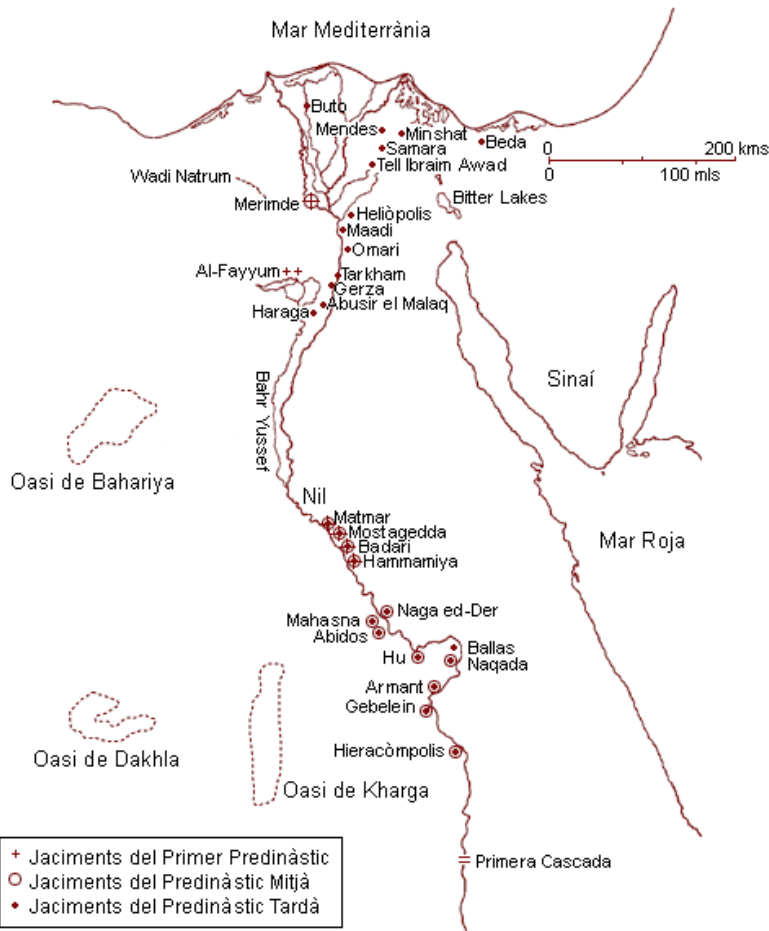 Mar Mediterrània
Buto
Mendes
Minshat
Beda
Samara
Tell Ibraim Awad
0 200 kms
0 100 mls
Wadi Natrum
Merimde
Bitter Lakes
Heliòpolis
Maadi
Omari
Al-Fayyum
Tarkham
Gerza
Abusir el Malaq
Haraga
Sinaí
Bahr Yussef
Oasi de Bahariya
Nil
Matmar
Mostagedda
Badari
Hammamiya
Mar Roja
Naga ed-Der
Mahasna
Abidos
Hu
Ballas
Naqada
Armant
Gebelein
Hieracòmpolis
Oasi de Dakhla
Oasi de Kharga
Primera Cascada
+ Jaciments del Primer Predinàstic
Jaciments del Predinàstic Mitjà
Jaciments del Predinàstic Tardà